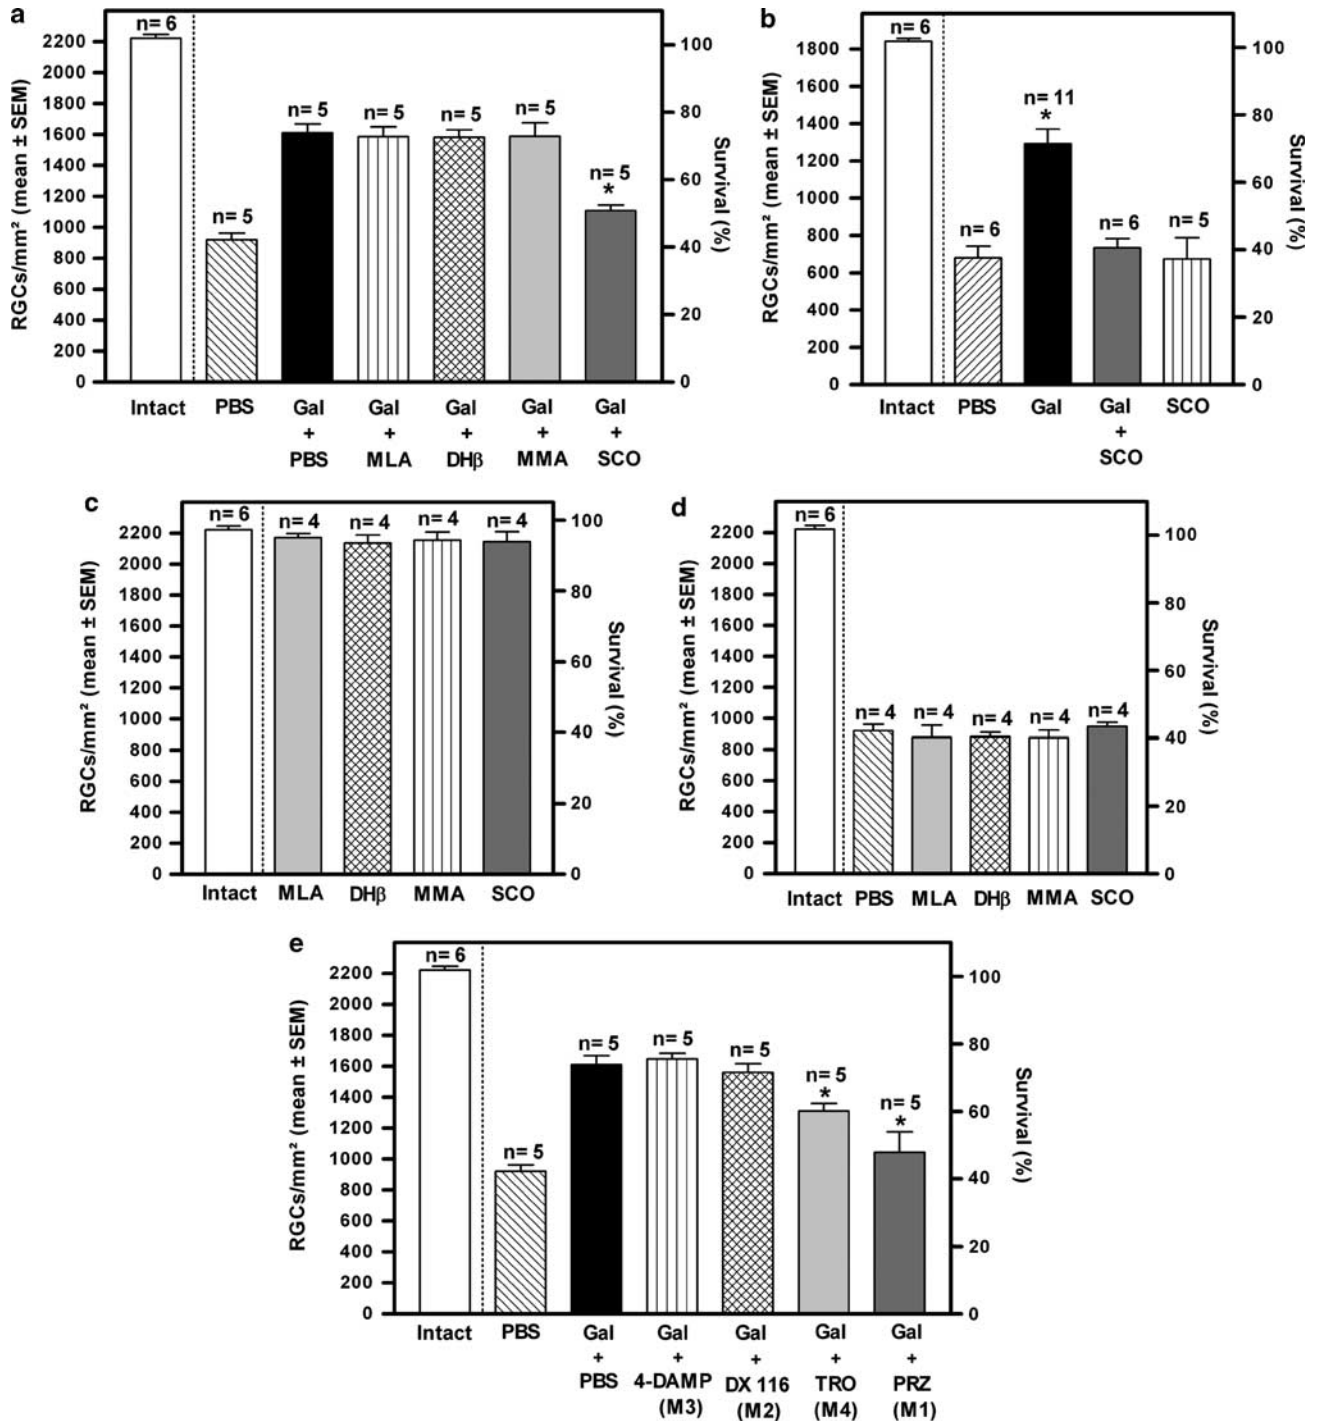 a
n= 6
n= 5
n= 5
n= 5
n= 5
n= 5
n= 5
*
RGCs/mm² (mean ± SEM)
2200
2000
1800
1600
1400
1200
1000
800
600
400
200
0
100
80
60
40
20
0
Survival (%)
Intact PBS Gal Gal Gal Gal Gal
+ + + + +
PBS MLA DHβ MMA SCO
b
n= 6
n= 6
n= 11
*
n= 6
n= 5
RGCs/mm² (mean ± SEM)
1800
1600
1400
1200
1000
800
600
400
200
0
100
80
60
40
20
0
Survival (%)
Intact PBS Gal Gal SCO
+
SCO
c
n= 6
n= 4
n= 4
n= 4
n= 4
RGCs/mm² (mean ± SEM)
2200
2000
1800
1600
1400
1200
1000
800
600
400
200
0
100
80
60
40
20
0
Survival (%)
Intact MLA DHβ MMA SCO
d
n= 6
n= 4
n= 4
n= 4
n= 4
n= 4
RGCs/mm² (mean ± SEM)
2200
2000
1800
1600
1400
1200
1000
800
600
400
200
0
100
80
60
40
20
0
Survival (%)
Intact PBS MLA DHβ MMA SCO
e
n= 6
n= 5
n= 5
n= 5
n= 5
n= 5
*
n= 5
*
RGCs/mm² (mean ± SEM)
2200
2000
1800
1600
1400
1200
1000
800
600
400
200
0
100
80
60
40
20
0
Survival (%)
Intact PBS Gal Gal Gal Gal Gal
+ + + + +
PBS 4-DAMP DX 116 TRO PRZ
(M3) (M2) (M4) (M1)